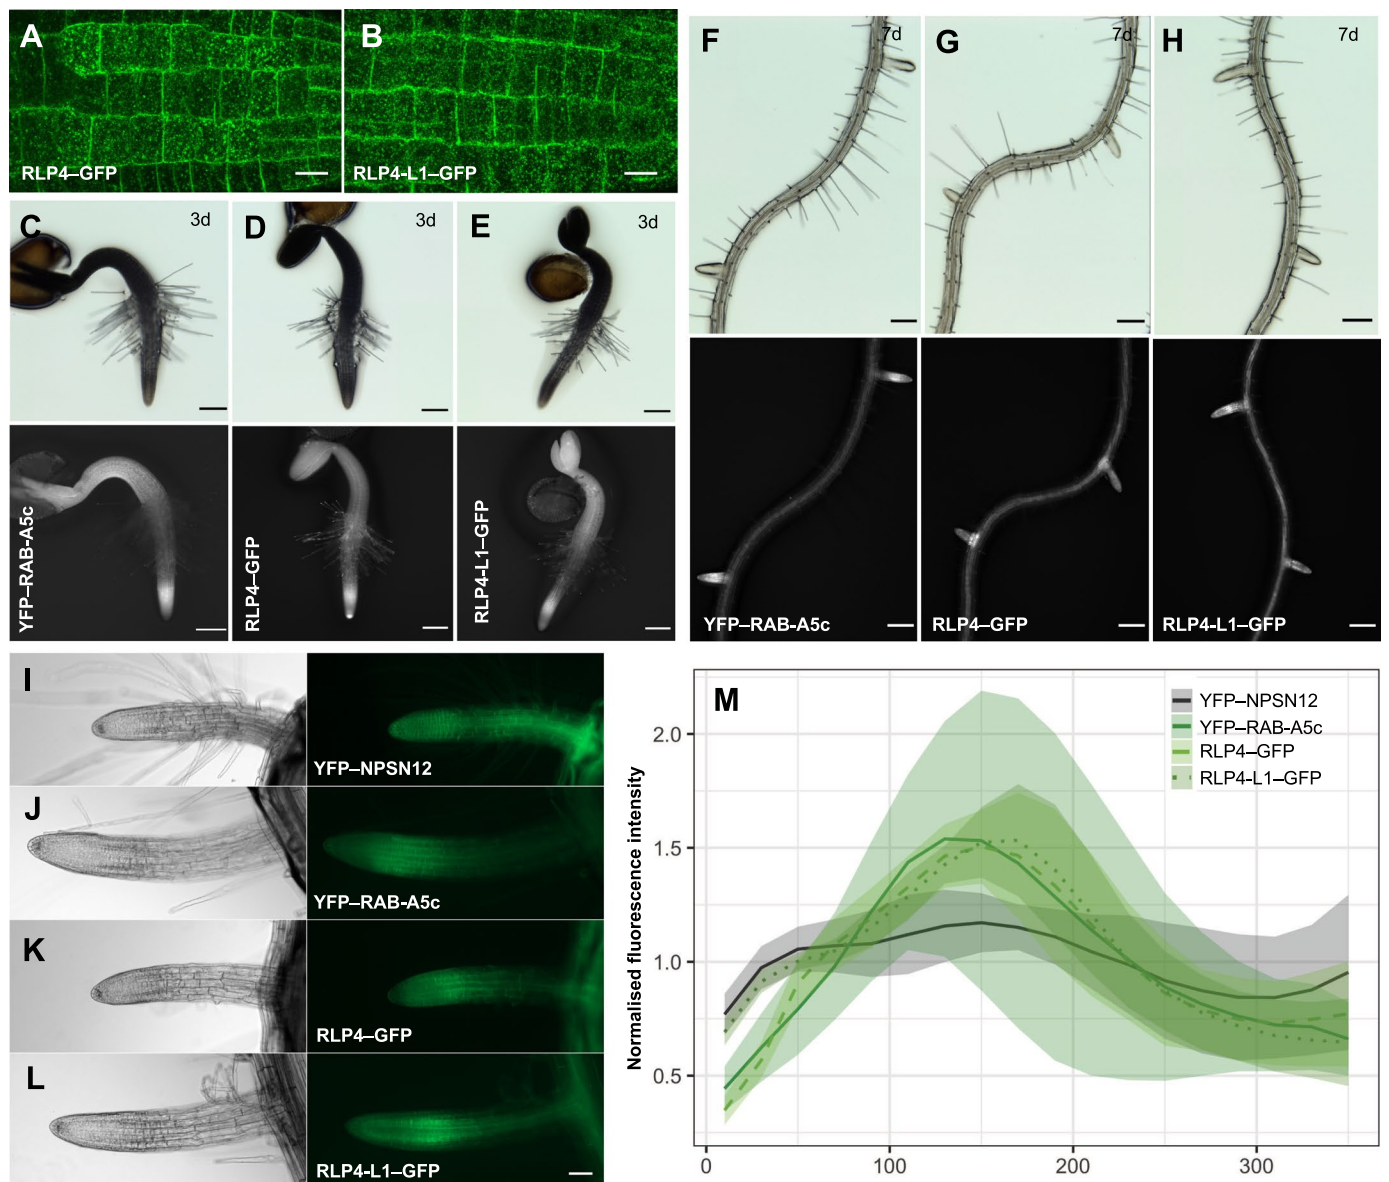 A
RLP4–GFP
B
RLP4-L1–GFP
C
3d
D
3d
E
3d
YFP–RAB-A5c
RLP4–GFP
RLP4-L1–GFP
F
7d
G
7d
H
7d
YFP–RAB-A5c
RLP4–GFP
RLP4-L1–GFP
I
YFP–NPSN12
J
YFP–RAB-A5c
K
RLP4–GFP
L
RLP4-L1–GFP
M
YFP–NPSN12
YFP–RAB-A5c
RLP4–GFP
RLP4-L1–GFP
Normalised fluorescence intensity
2.0
1.5
1.0
0.5
0 100 200 300